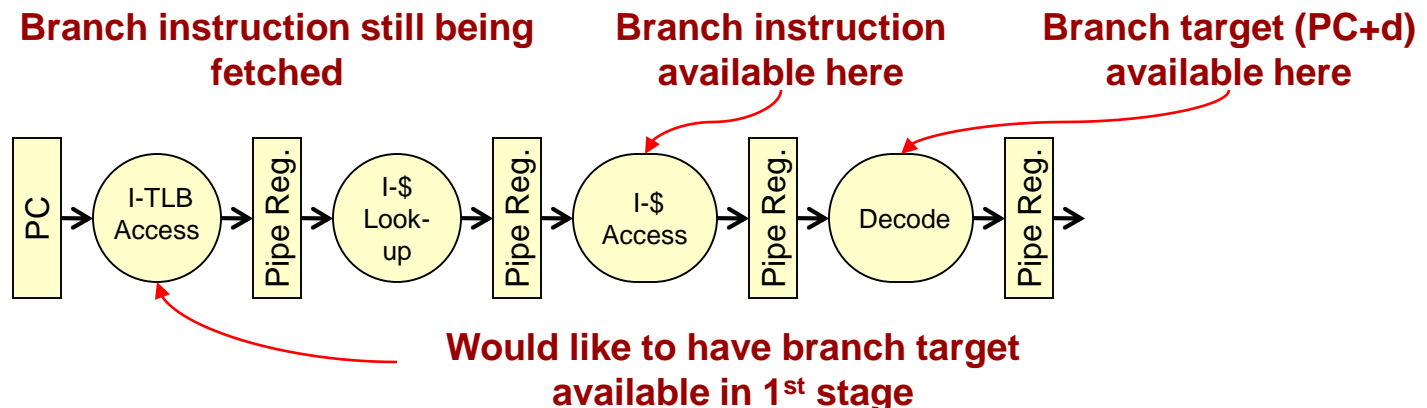 Branch instruction still being
fetched
Branch instruction
available here
Branch target (PC+d)
available here
PC
I-TLB
Access
Pipe Reg.
I-$
Look-
up
Pipe Reg.
I-$
Access
Pipe Reg.
Decode
Pipe Reg.
Would like to have branch target
available in 1st stage